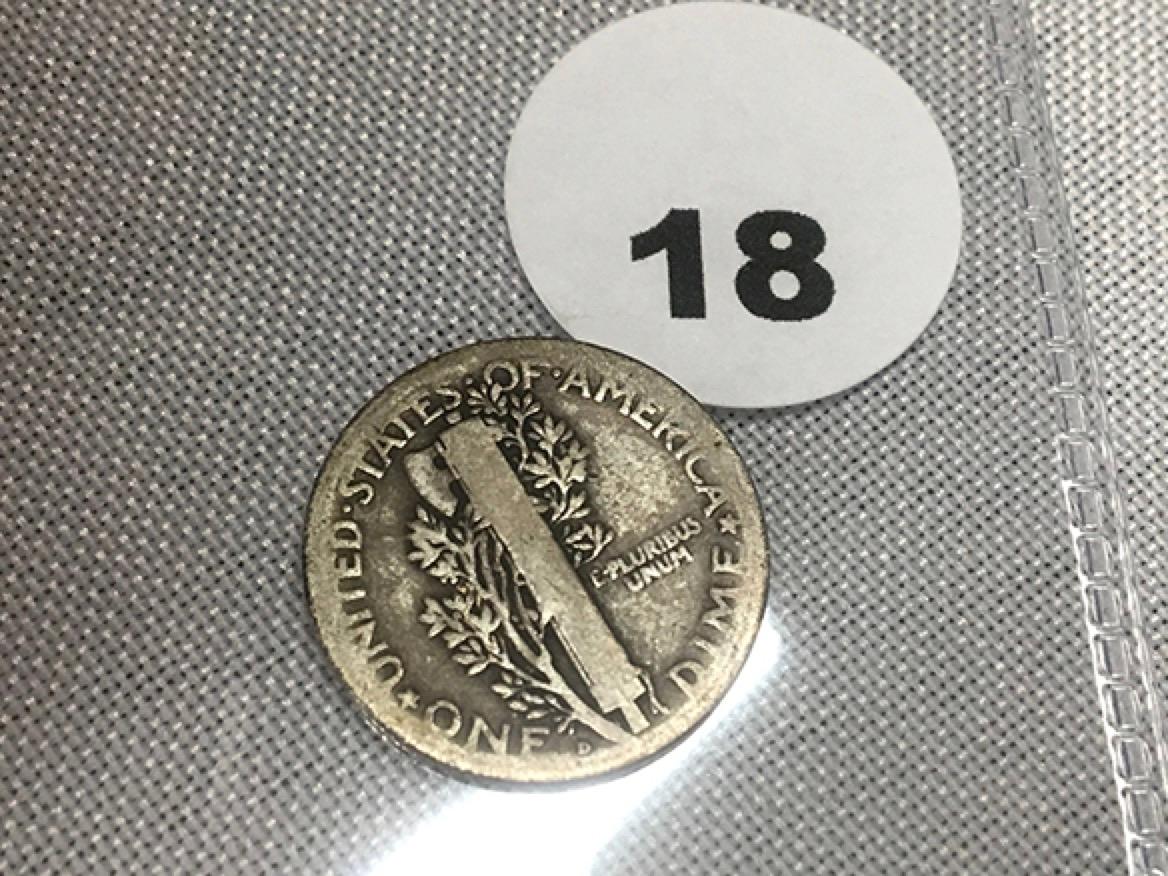 18
UNITED·STATES·OF·AMERICA
E·PLURIBUS
UNUM
ONE
D
DIME